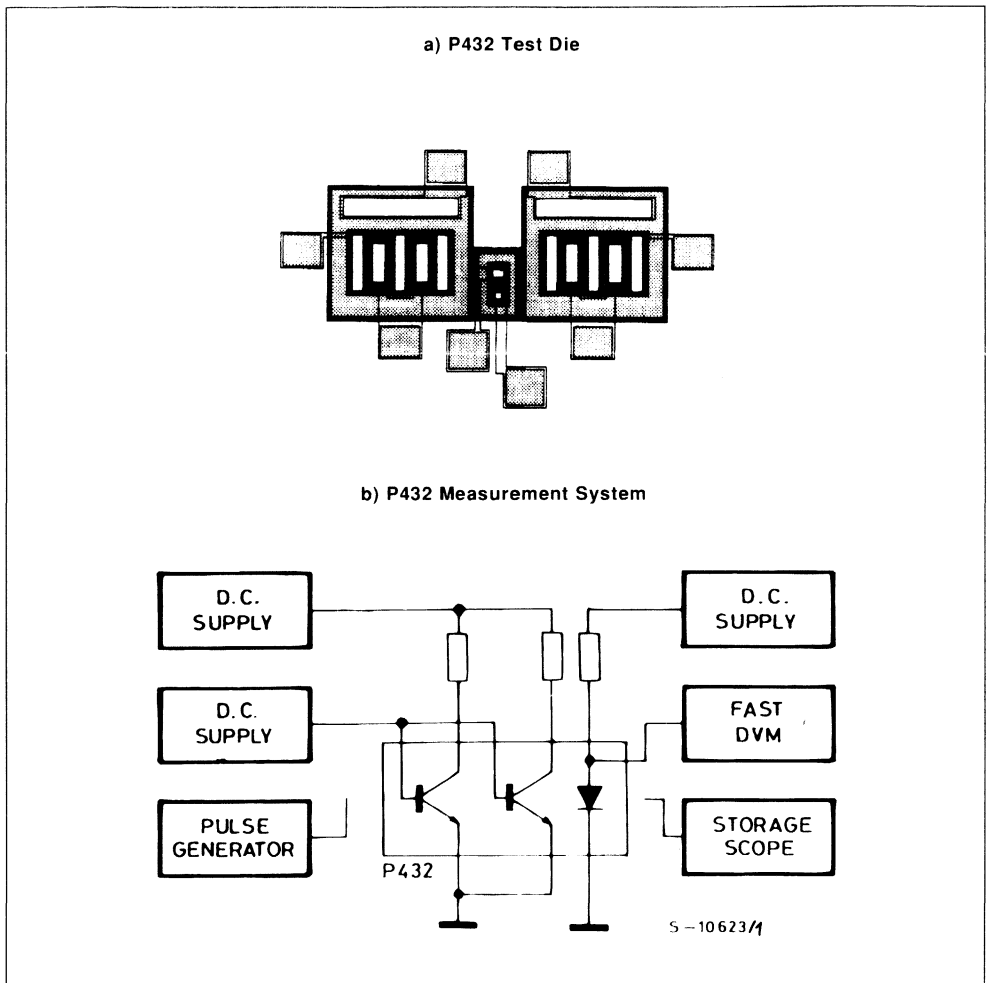 a) P432 Test Die
b) P432 Measurement System
D.C.
SUPPLY
D.C.
SUPPLY
D.C.
SUPPLY
FAST
DVM
PULSE
GENERATOR
STORAGE
SCOPE
P432
S-10623/1